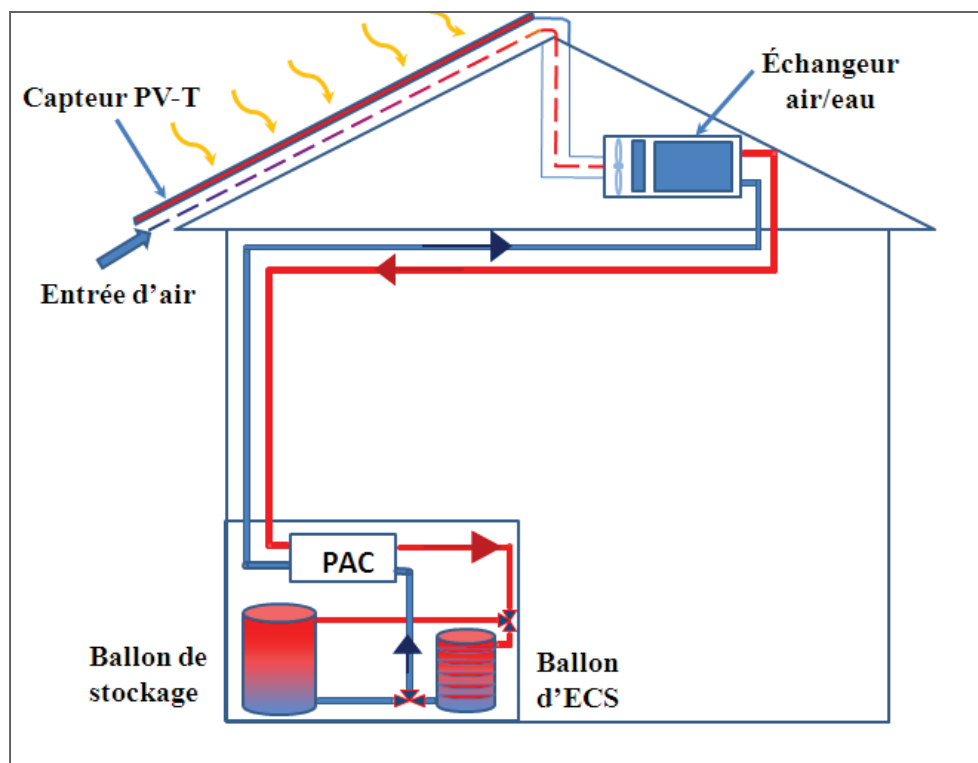 Échangeur
air/eau
Capteur PV-T
Entrée d’air
PAC
Ballon de
stockage
Ballon
d’ECS